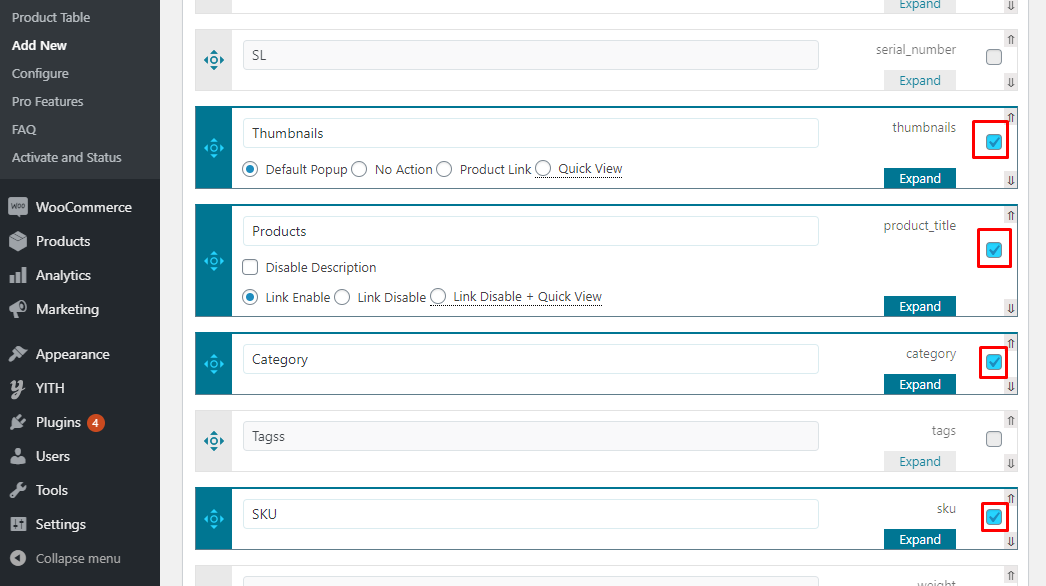 Product Table
Add New
Configure
Pro Features
FAQ
Activate and Status
WooCommerce
Products
Analytics
Marketing
Appearance
YITH
Plugins 4
Users
Tools
Settings
Collapse menu
Expand
SL
serial_number
Expand
Thumbnails
thumbnails
Default Popup No Action Product Link Quick View
Expand
Products
product_title
Disable Description
Link Enable Link Disable Link Disable + Quick View
Expand
Category
category
Expand
Tagss
tags
Expand
SKU
sku
Expand
weight